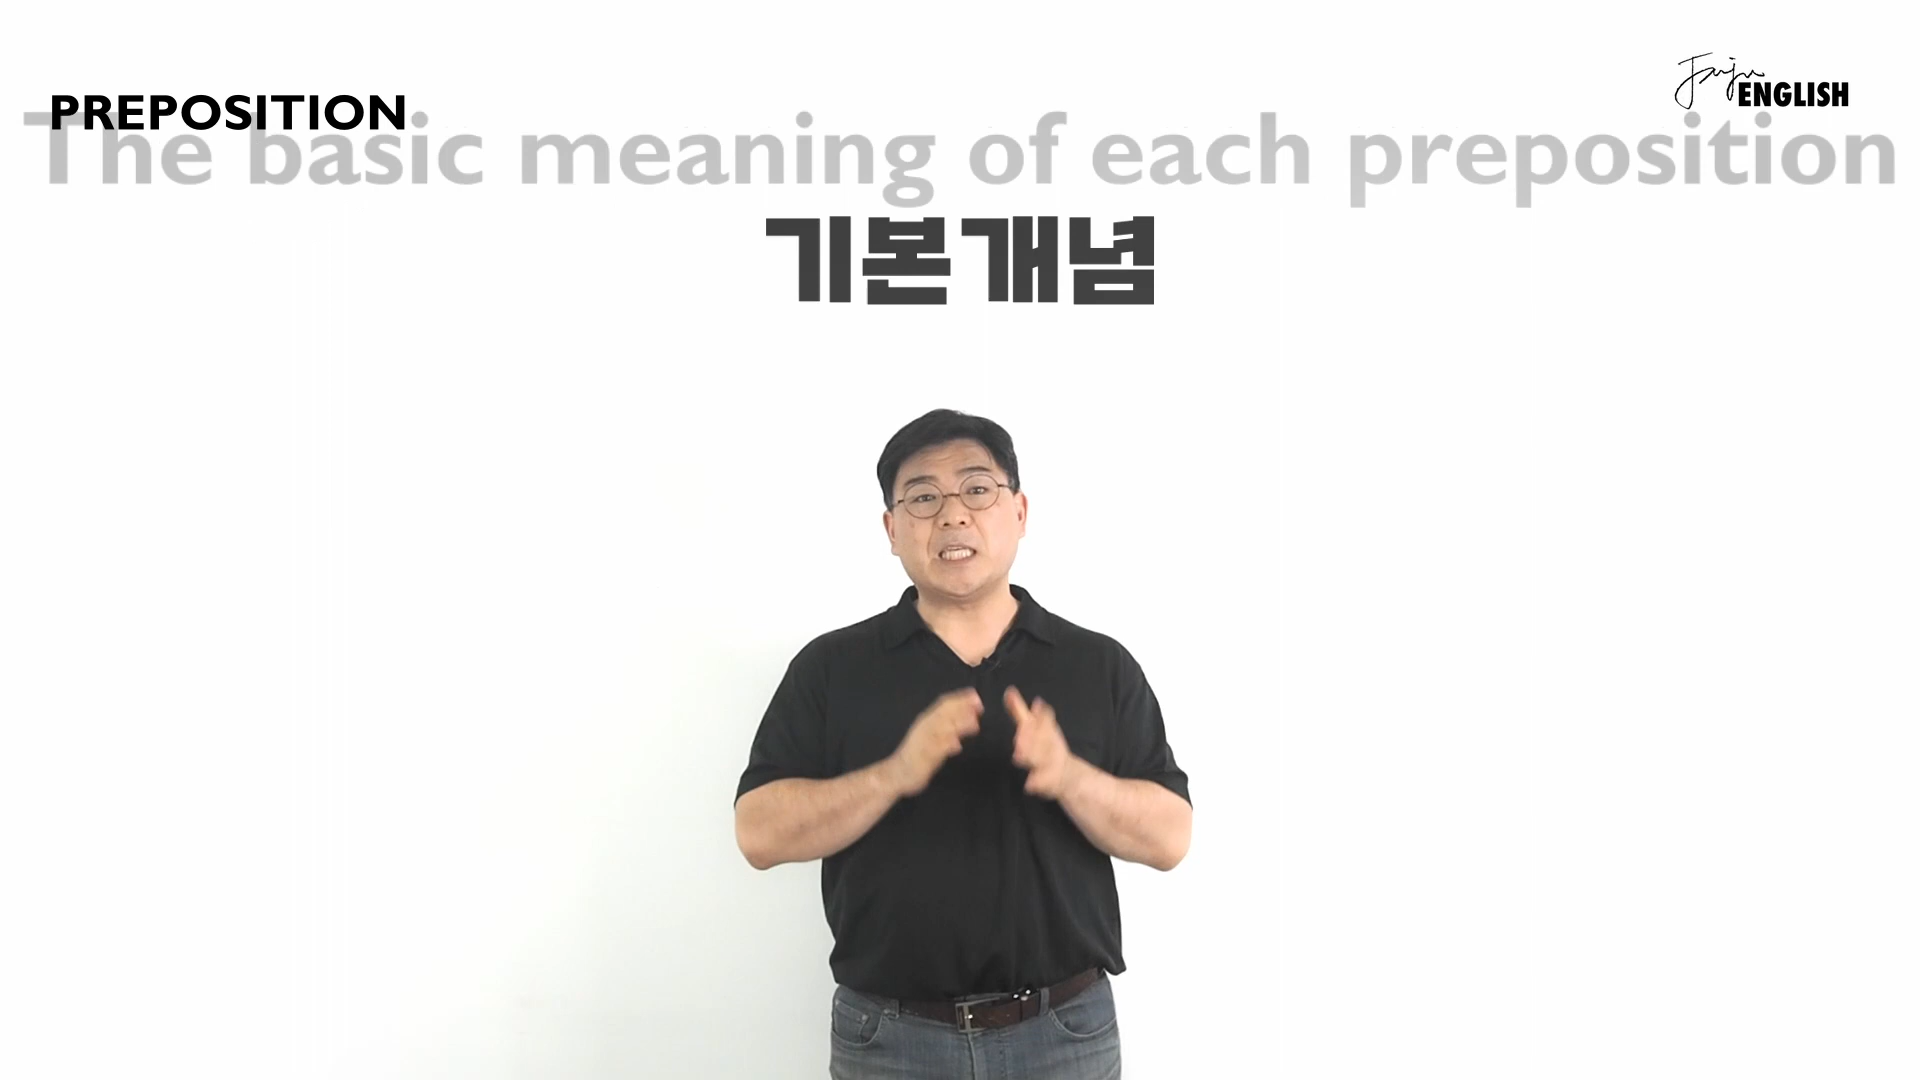 PREPOSITION
ENGLISH
The basic meaning of each preposition
기본개념